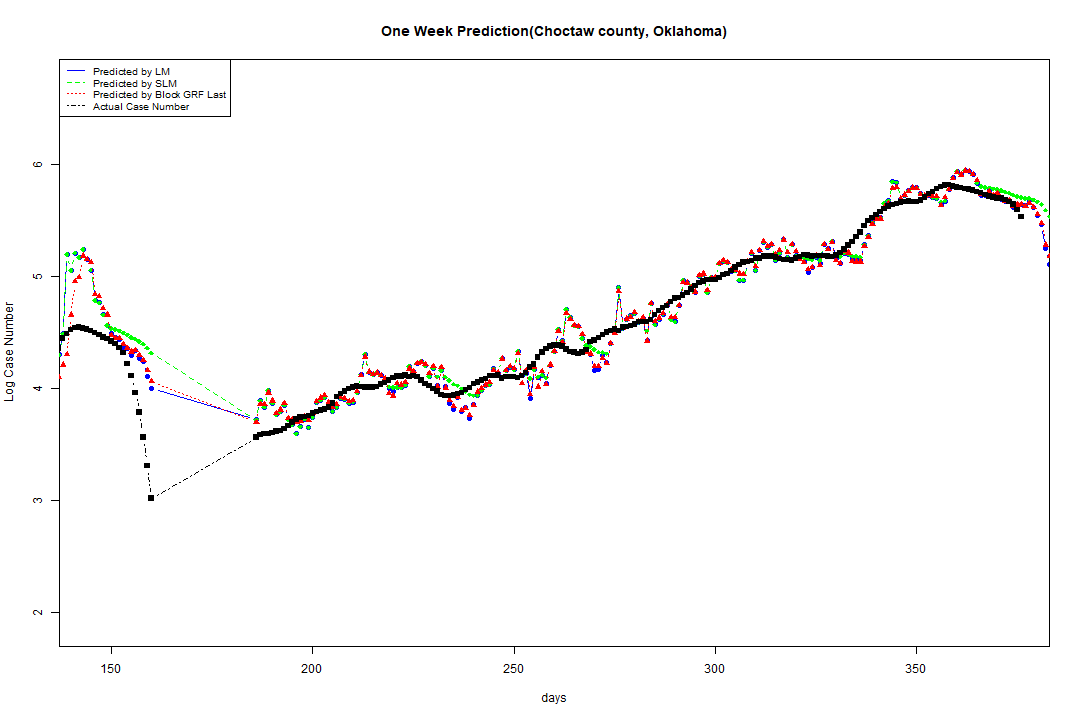 One Week Prediction(Choctaw county, Oklahoma)
Predicted by LM
Predicted by SLM
Predicted by Block GRF Last
Actual Case Number
Log Case Number
6
5
4
3
2
150 200 250 300 350
days